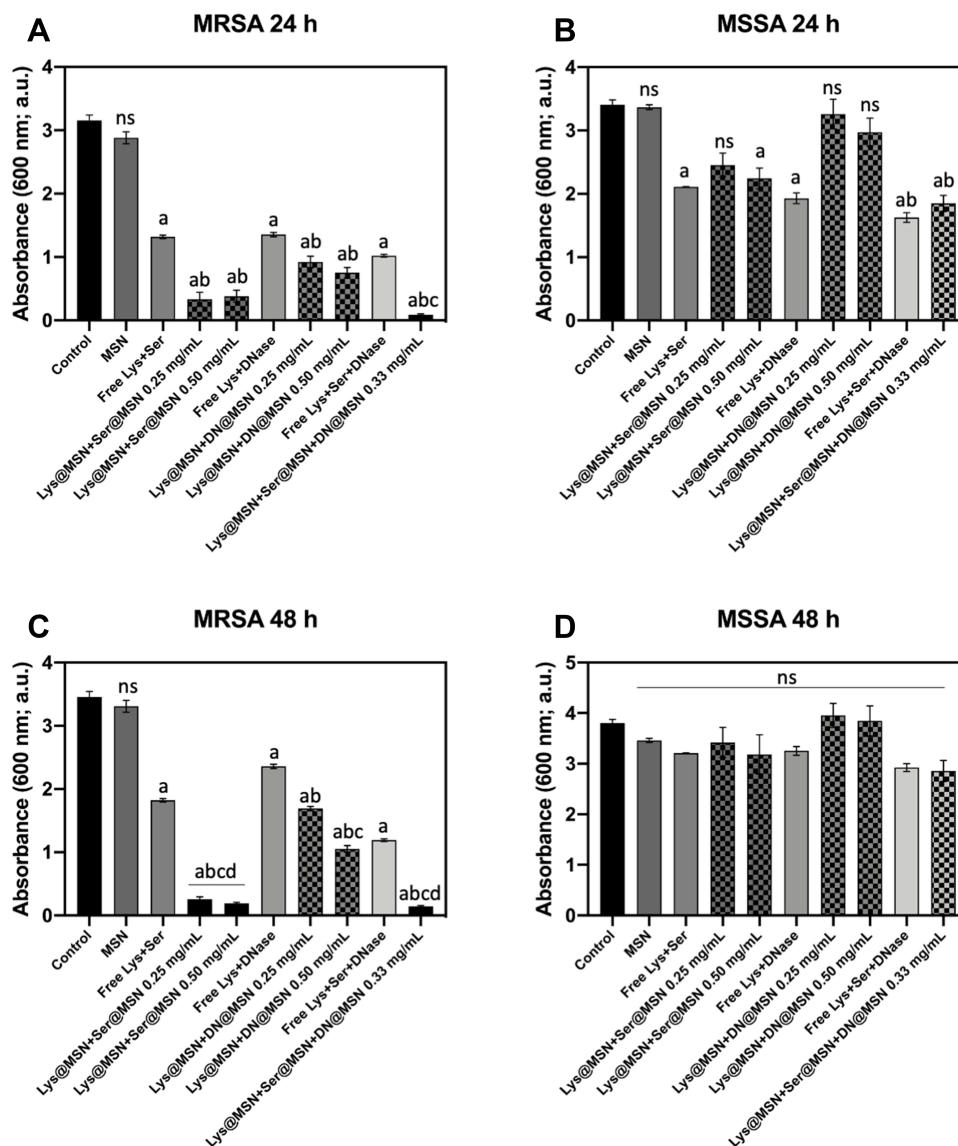 A
MRSA 24 h
Absorbance (600 nm; a.u.)
4
3
2
1
0
ns
a
ab
ab
a
ab
ab
a
abc
Control
MSN
Free Lys+Ser
Lys@MSN+Ser@MSN 0.25 mg/mL
Lys@MSN+Ser@MSN 0.50 mg/mL
Free Lys+DNase
Lys@MSN+DN@MSN 0.25 mg/mL
Lys@MSN+DN@MSN 0.50 mg/mL
Free Lys+Ser+DNase
Lys@MSN+Ser@MSN+DN@MSN 0.33 mg/mL
B
MSSA 24 h
Absorbance (600 nm; a.u.)
4
3
2
1
0
ns
a
ns
a
a
ns
ns
ab
ab
Control
MSN
Free Lys+Ser
Lys@MSN+Ser@MSN 0.25 mg/mL
Lys@MSN+Ser@MSN 0.50 mg/mL
Free Lys+DNase
Lys@MSN+DN@MSN 0.25 mg/mL
Lys@MSN+DN@MSN 0.50 mg/mL
Free Lys+Ser+DNase
Lys@MSN+Ser@MSN+DN@MSN 0.33 mg/mL
C
MRSA 48 h
Absorbance (600 nm; a.u.)
4
3
2
1
0
ns
a
abcd
a
ab
abc
a
abcd
Control
MSN
Free Lys+Ser
Lys@MSN+Ser@MSN 0.25 mg/mL
Lys@MSN+Ser@MSN 0.50 mg/mL
Free Lys+DNase
Lys@MSN+DN@MSN 0.25 mg/mL
Lys@MSN+DN@MSN 0.50 mg/mL
Free Lys+Ser+DNase
Lys@MSN+Ser@MSN+DN@MSN 0.33 mg/mL
D
MSSA 48 h
Absorbance (600 nm; a.u.)
5
4
3
2
1
0
ns
Control
MSN
Free Lys+Ser
Lys@MSN+Ser@MSN 0.25 mg/mL
Lys@MSN+Ser@MSN 0.50 mg/mL
Free Lys+DNase
Lys@MSN+DN@MSN 0.25 mg/mL
Lys@MSN+DN@MSN 0.50 mg/mL
Free Lys+Ser+DNase
Lys@MSN+Ser@MSN+DN@MSN 0.33 mg/mL